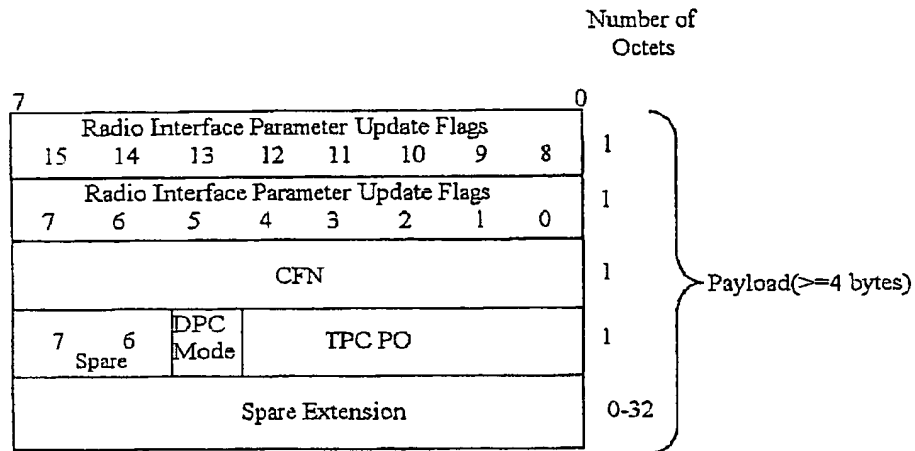 Number of
Octets
7 0
Radio Interface Parameter Update Flags
15 14 13 12 11 10 9 8
1
Radio Interface Parameter Update Flags
7 6 5 4 3 2 1 0
1
CFN
1
Payload(>=4 bytes)
7 6
Spare
DPC
Mode
TPC PO
1
Spare Extension
0-32